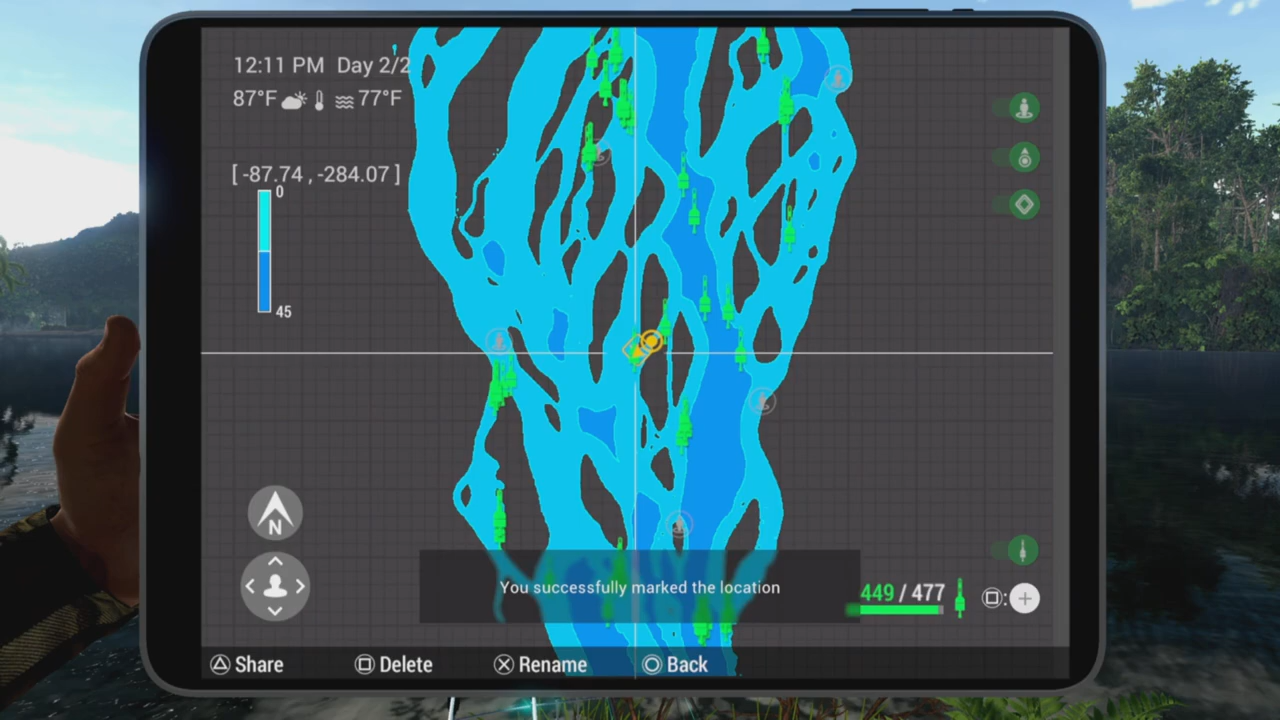 12:11 PM Day 2/2
87°F 77°F
[ -87.74 , -284.07 ]
0
45
N
You successfully marked the location
449 / 477
Share Delete Rename Back